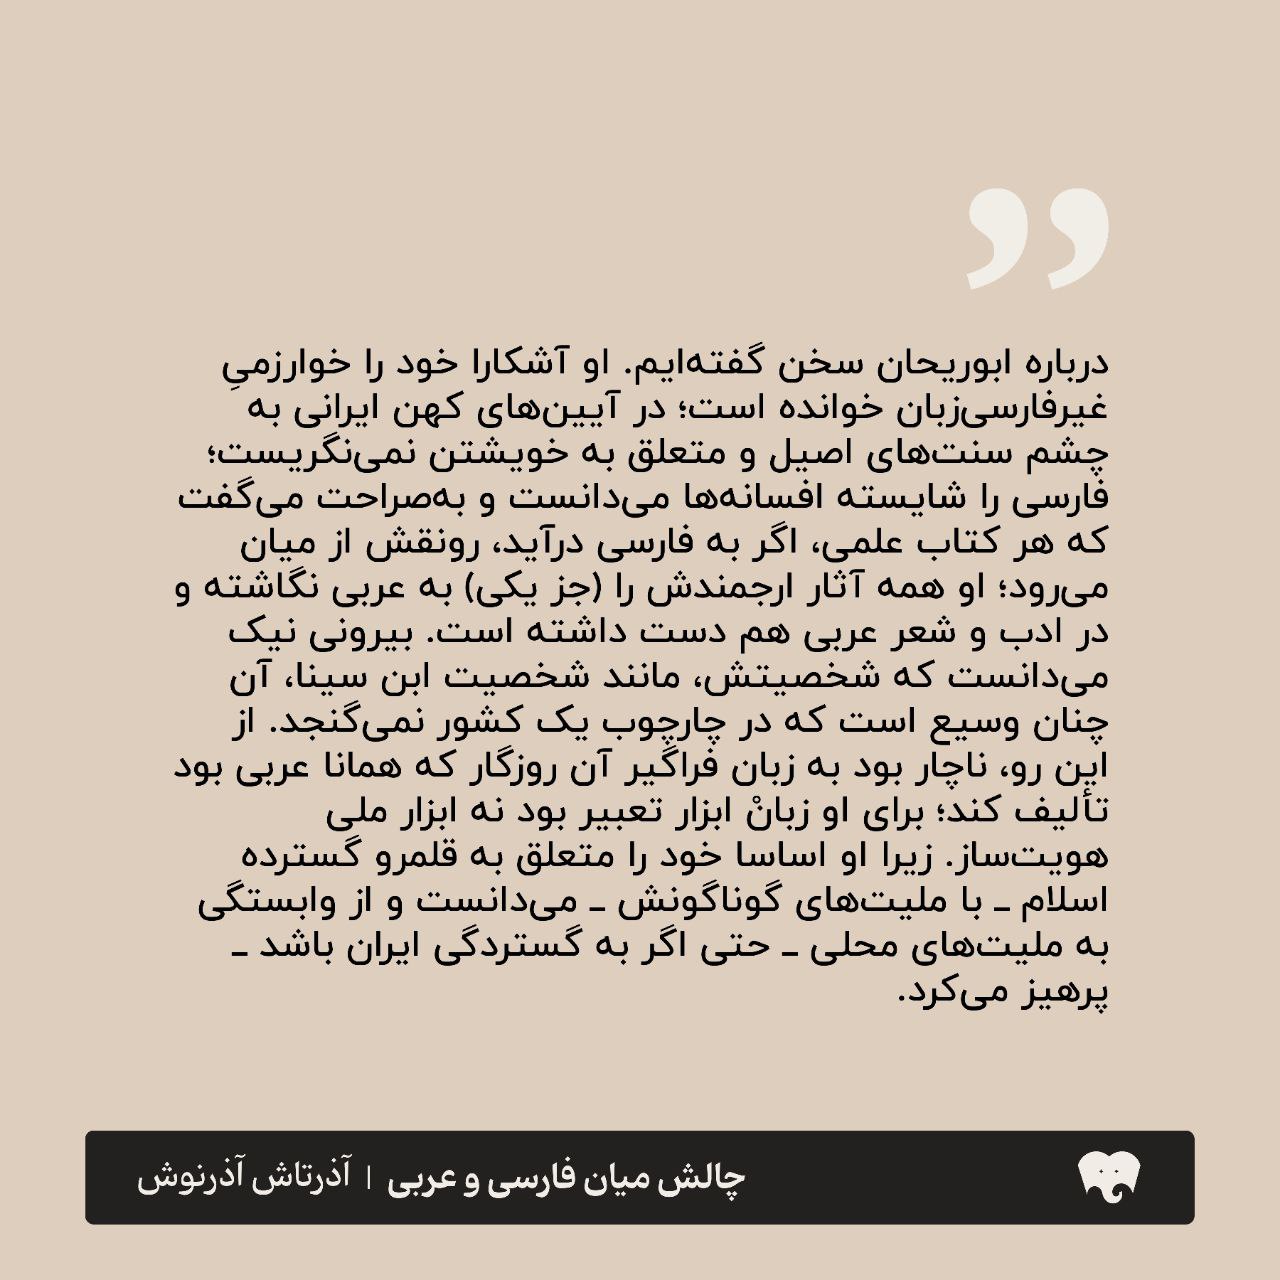 درباره ابوریحان سخن گفته‌ایم. او آشکارا خود را خوارزمیِ
غیرفارسی‌زبان خوانده است؛ در آیین‌های کهن ایرانی به
چشم سنت‌های اصیل و متعلق به خویشتن نمی‌نگریست؛
فارسی را شایسته افسانه‌ها می‌دانست و به‌صراحت می‌گفت
که هر کتاب علمی، اگر به فارسی درآید، رونقش از میان
می‌رود؛ او همه آثار ارجمندش را (جز یکی) به عربی نگاشته و
در ادب و شعر عربی هم دست داشته است. بیرونی نیک
می‌دانست که شخصیتش، مانند شخصیت ابن سینا، آن
چنان وسیع است که در چارچوب یک کشور نمی‌گنجد. از
این رو، ناچار بود به زبان فراگیر آن روزگار که همانا عربی بود
تألیف کند؛ برای او زبانْ ابزار تعبیر بود نه ابزار ملی
هویت‌ساز. زیرا او اساسا خود را متعلق به قلمرو گسترده
اسلام ـ با ملیت‌های گوناگونش ـ می‌دانست و از وابستگی
به ملیت‌های محلی ـ حتی اگر به گستردگی ایران باشد ـ
پرهیز می‌کرد.
چالش میان فارسی و عربی | آذرتاش آذرنوش